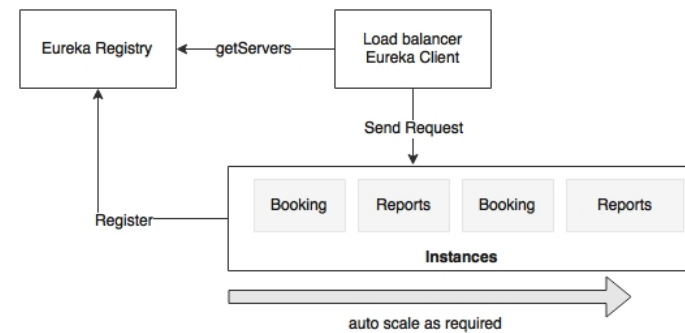 Eureka Registry
getServers
Load balancer
Eureka Client
Send Request
Booking
Reports
Booking
Reports
Register
Instances
auto scale as required